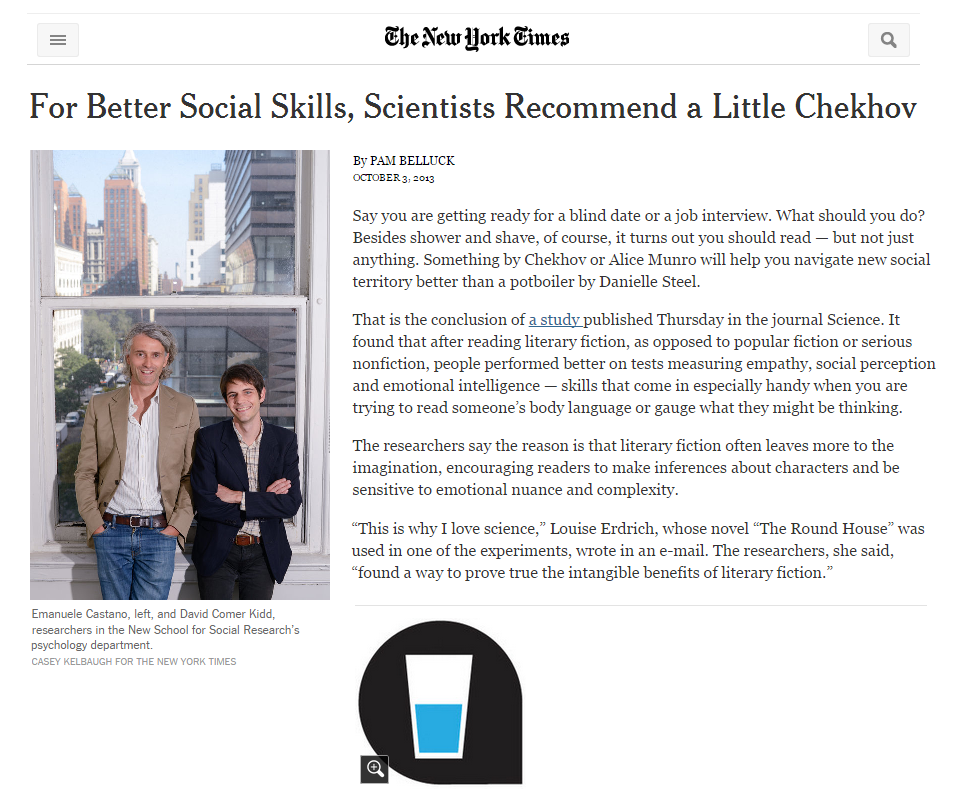 The New York Times
For Better Social Skills, Scientists Recommend a Little Chekhov
By PAM BELLUCK
OCTOBER 3, 2013
Say you are getting ready for a blind date or a job interview. What should you do?
Besides shower and shave, of course, it turns out you should read — but not just
anything. Something by Chekhov or Alice Munro will help you navigate new social
territory better than a potboiler by Danielle Steel.
That is the conclusion of a study published Thursday in the journal Science. It
found that after reading literary fiction, as opposed to popular fiction or serious
nonfiction, people performed better on tests measuring empathy, social perception
and emotional intelligence — skills that come in especially handy when you are
trying to read someone’s body language or gauge what they might be thinking.
The researchers say the reason is that literary fiction often leaves more to the
imagination, encouraging readers to make inferences about characters and be
sensitive to emotional nuance and complexity.
“This is why I love science,” Louise Erdrich, whose novel “The Round House” was
used in one of the experiments, wrote in an e-mail. The researchers, she said,
“found a way to prove true the intangible benefits of literary fiction.”
Emanuele Castano, left, and David Comer Kidd,
researchers in the New School for Social Research’s
psychology department.
CASEY KELBAUGH FOR THE NEW YORK TIMES